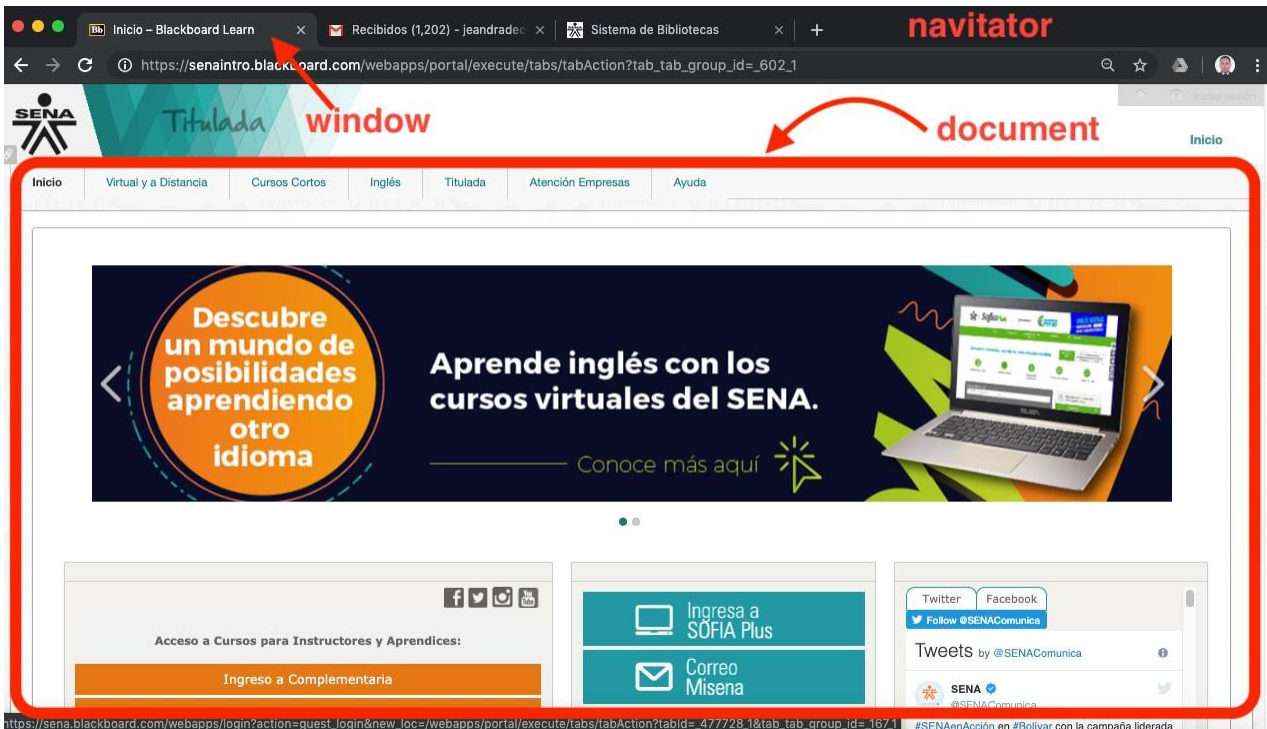 Inicio – Blackboard Learn
Recibidos (1,202) - jeandradec
Sistema de Bibliotecas
navitator
https://senaintro.blackboard.com/webapps/portal/execute/tabs/tabAction?tab_tab_group_id=_602_1
SENA
Titulada
window
document
Iniciar sesión
Inicio
Inicio
Virtual y a Distancia
Cursos Cortos
Inglés
Titulada
Atención Empresas
Ayuda
Descubre
un mundo de
posibilidades
aprendiendo
otro
idioma
Aprende inglés con los
cursos virtuales del SENA.
Conoce más aquí
Acceso a Cursos para Instructores y Aprendices:
Ingreso a Complementaria
Ingresa a
SOFIA Plus
Correo
Misena
Twitter
Facebook
Follow @SENAComunica
Tweets by @SENAComunica
SENA
@SENAComunica
#SENAenAcción en #Bolívar con la campaña liderada
https://sena.blackboard.com/webapps/login?action=guest_login&new_loc=/webapps/portal/execute/tabs/tabAction?tabId=_477728_1&tab_tab_group_id=_167_1